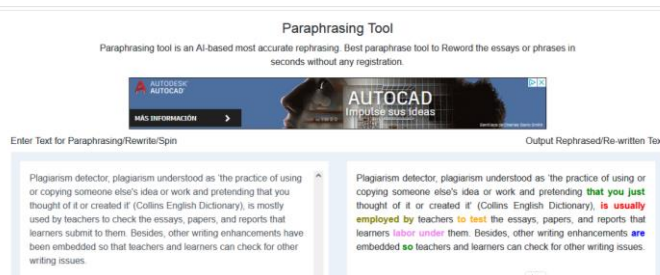 Paraphrasing Tool
Paraphrasing tool is an AI-based most accurate rephrasing. Best paraphrase tool to Reword the essays or phrases in
seconds without any registration.
AUTODESK
AUTOCAD
MÁS INFORMACIÓN
AUTOCAD
Impulse sus ideas
Enter Text for Paraphrasing/Rewrite/Spin
Output Rephrased/Re-written Tex
Plagiarism detector, plagiarism understood as 'the practice of using
or copying someone else's idea or work and pretending that you
thought of it or created it' (Collins English Dictionary), is mostly
used by teachers to check the essays, papers, and reports that
learners submit to them. Besides, other writing enhancements have
been embedded so that teachers and learners can check for other
writing issues.
Plagiarism detector, plagiarism understood as 'the practice of using or
copying someone else's idea or work and pretending that you just
thought of it or created it' (Collins English Dictionary), is usually
employed by teachers to test the essays, papers, and reports that
learners labor under them. Besides, other writing enhancements are
embedded so teachers and learners can check for other writing issues.